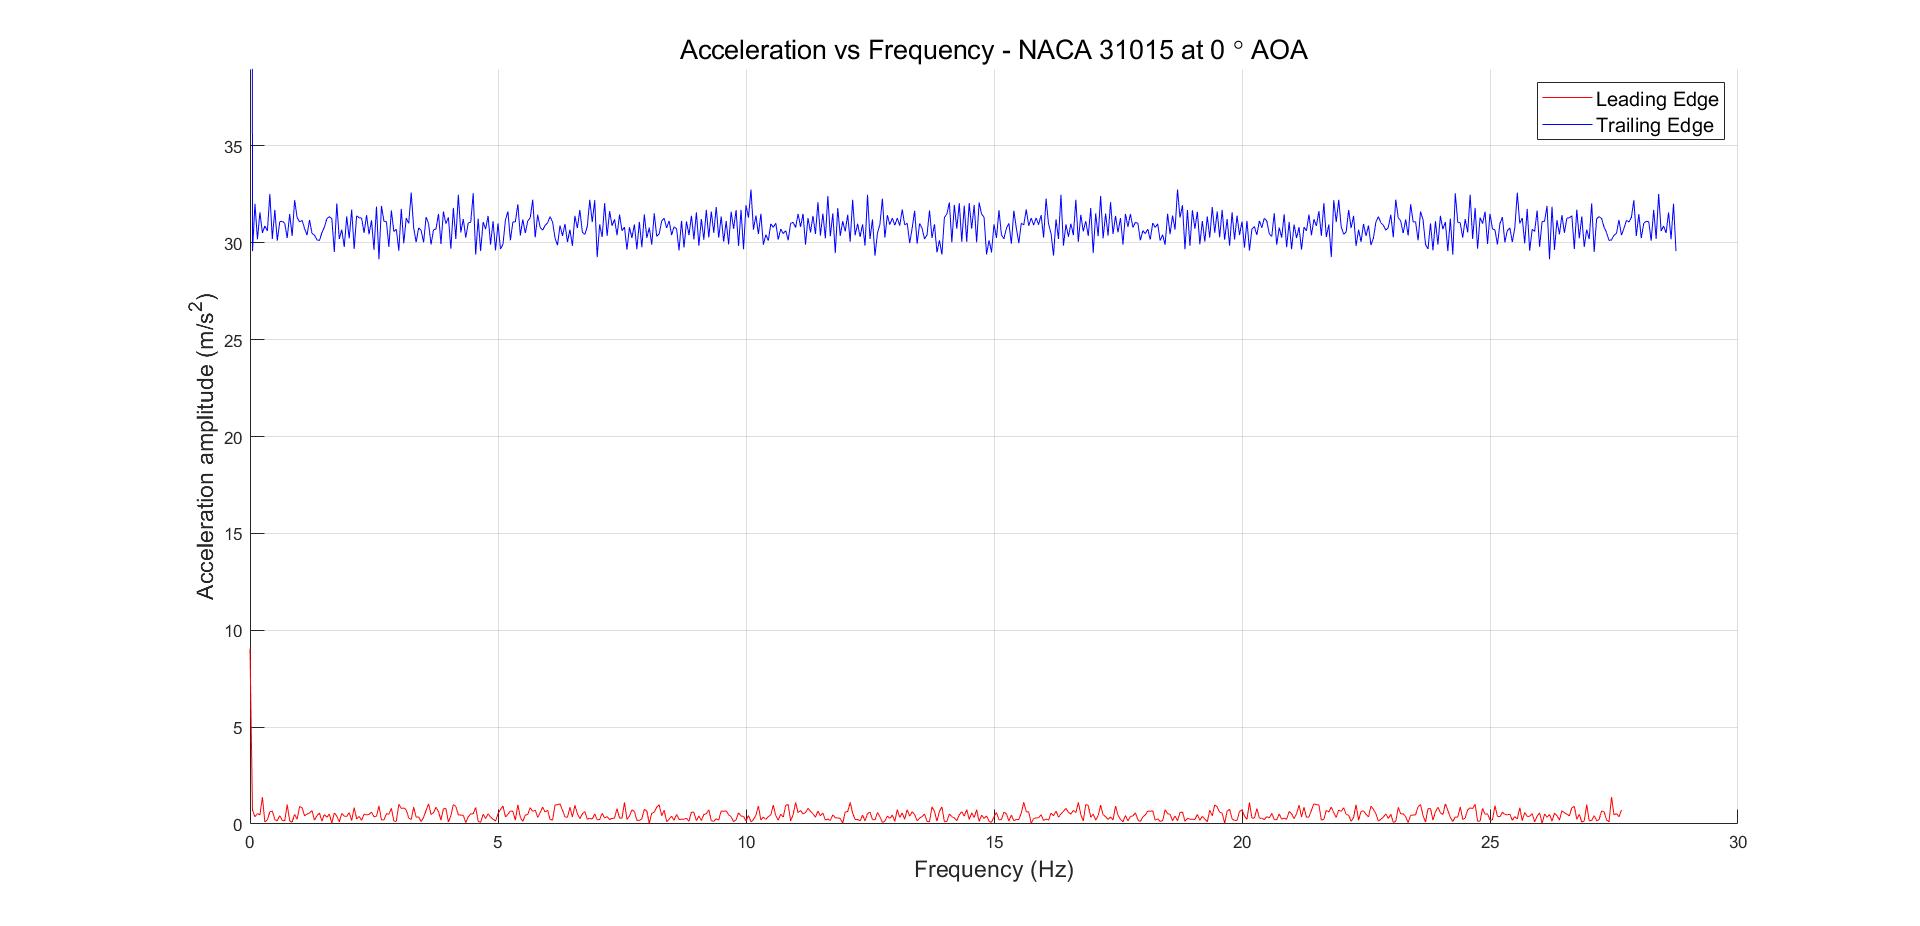 Acceleration vs Frequency - NACA 31015 at 0 ° AOA
Leading Edge
Trailing Edge
Acceleration amplitude (m/s²)
35
30
25
20
15
10
5
0
0 5 10 15 20 25 30
Frequency (Hz)